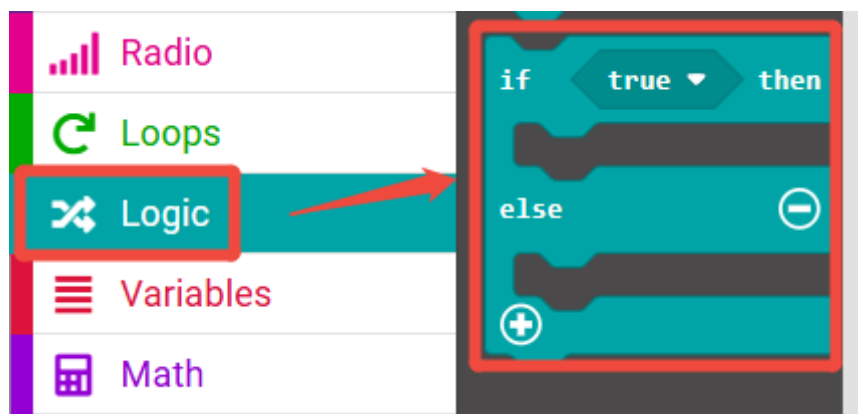 Radio
Loops
Logic
Variables
Math
if true then
else